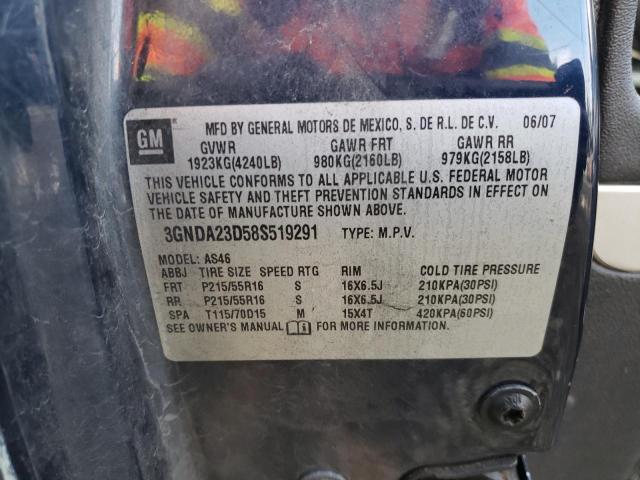 GM MFD BY GENERAL MOTORS DE MEXICO, S. DE R.L. DE C.V. 06/07
GVWR GAWR FRT GAWR RR
1923KG(4240LB) 980KG(2160LB) 979KG(2158LB)
THIS VEHICLE CONFORMS TO ALL APPLICABLE U.S. FEDERAL MOTOR
VEHICLE SAFETY AND THEFT PREVENTION STANDARDS IN EFFECT ON
THE DATE OF MANUFACTURE SHOWN ABOVE.
3GNDA23D58S519291 TYPE: M.P.V.
MODEL: AS46
ABBJ TIRE SIZE SPEED RTG RIM COLD TIRE PRESSURE
FRT P215/55R16 S 16X6.5J 210KPA(30PSI)
RR P215/55R16 S 16X6.5J 210KPA(30PSI)
SPA T115/70D15 M 15X4T 420KPA(60PSI)
SEE OWNER'S MANUAL FOR MORE INFORMATION